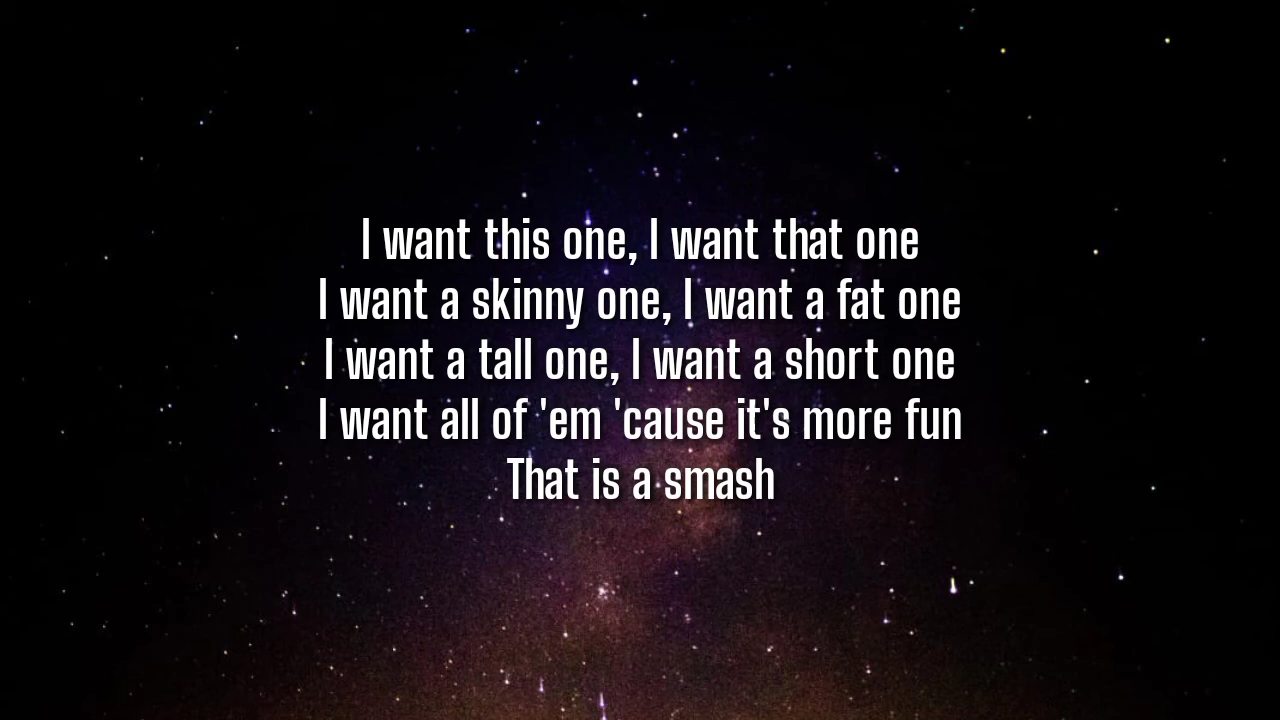 I want this one, I want that one
I want a skinny one, I want a fat one
I want a tall one, I want a short one
I want all of 'em 'cause it's more fun
That is a smash